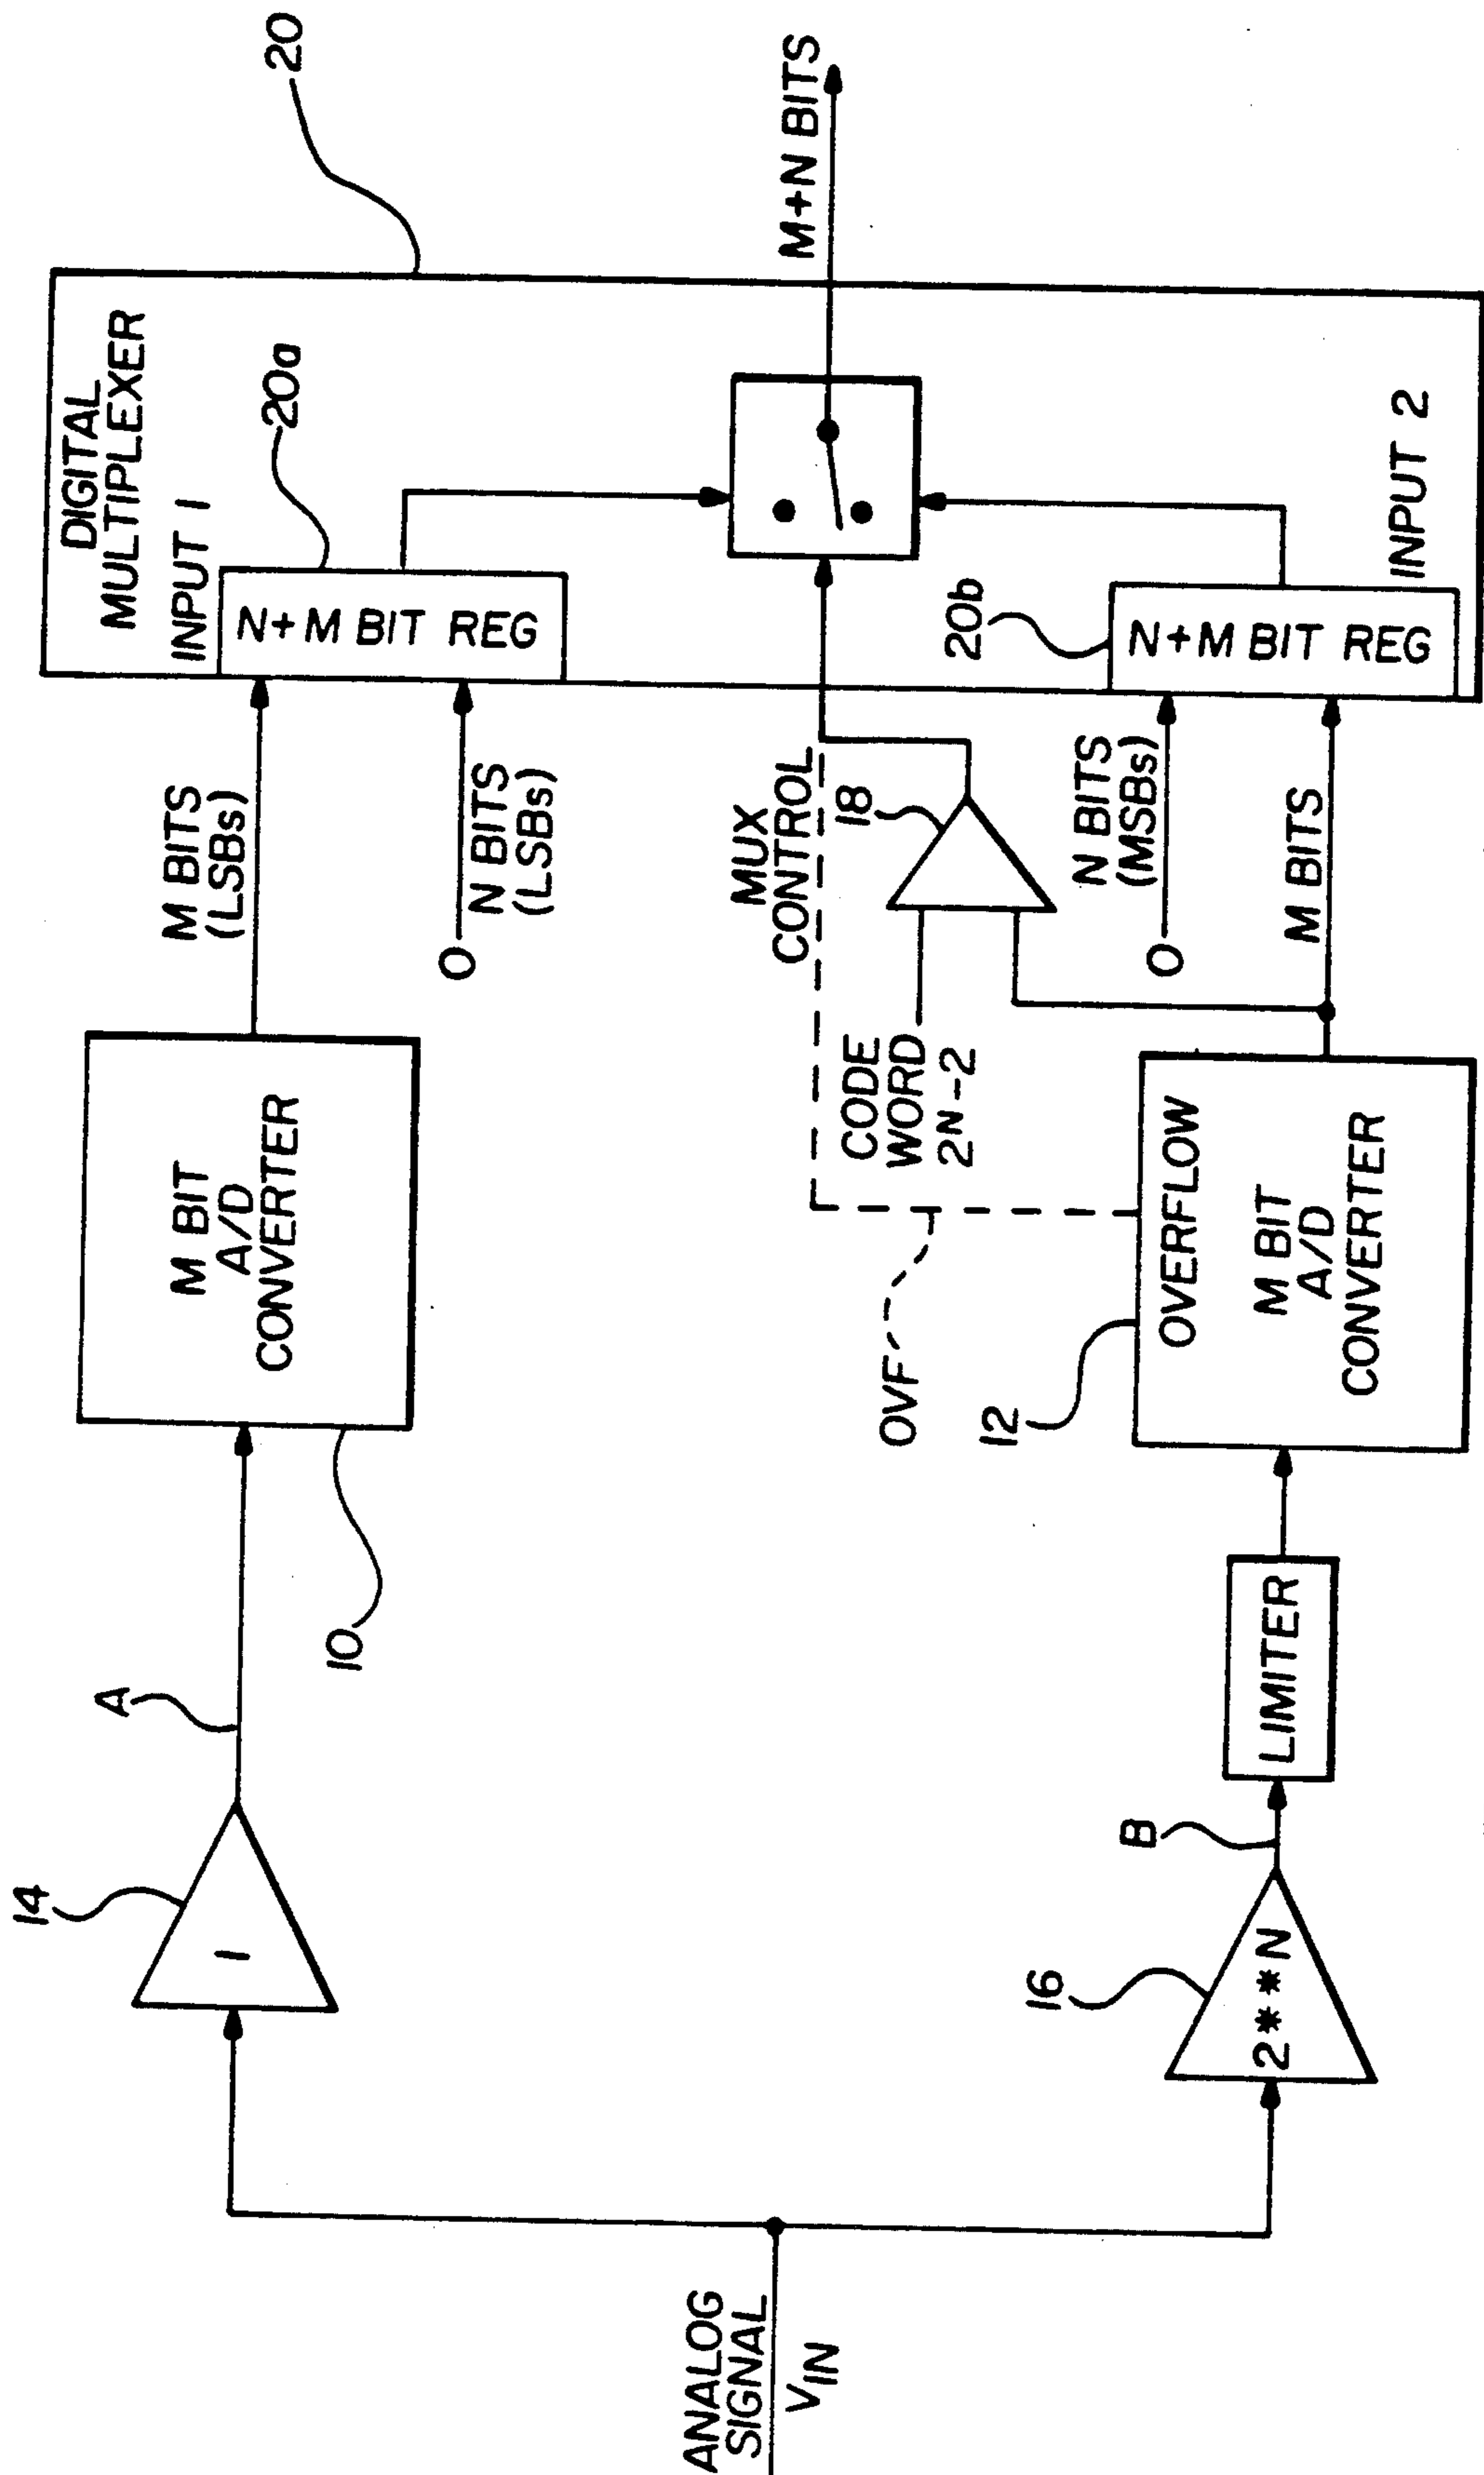 ANALOG
SIGNAL
V_IN
14
1
A
10
M BIT
A/D
CONVERTER
M BITS
(LSBs)
0
N BITS
(LSBs)
16
2**N
B
LIMITER
12
OVERFLOW
M BIT
A/D
CONVERTER
OVF
CODE
WORD
2^N-2
MUX
CONTROL
18
0
N BITS
(MSBs)
M BITS
DIGITAL
MULTIPLEXER
INPUT 1
20a
N+M BIT REG
20b
N+M BIT REG
INPUT 2
20
M+N BITS